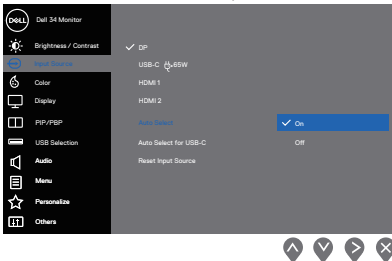 DELL
Dell 34 Monitor
Brightness / Contrast
Input Source
Color
Display
PIP/PBP
USB Selection
Audio
Menu
Personalize
Others
DP
USB-C 65W
HDMI 1
HDMI 2
Auto Select
Auto Select for USB-C
Reset Input Source
On
Off